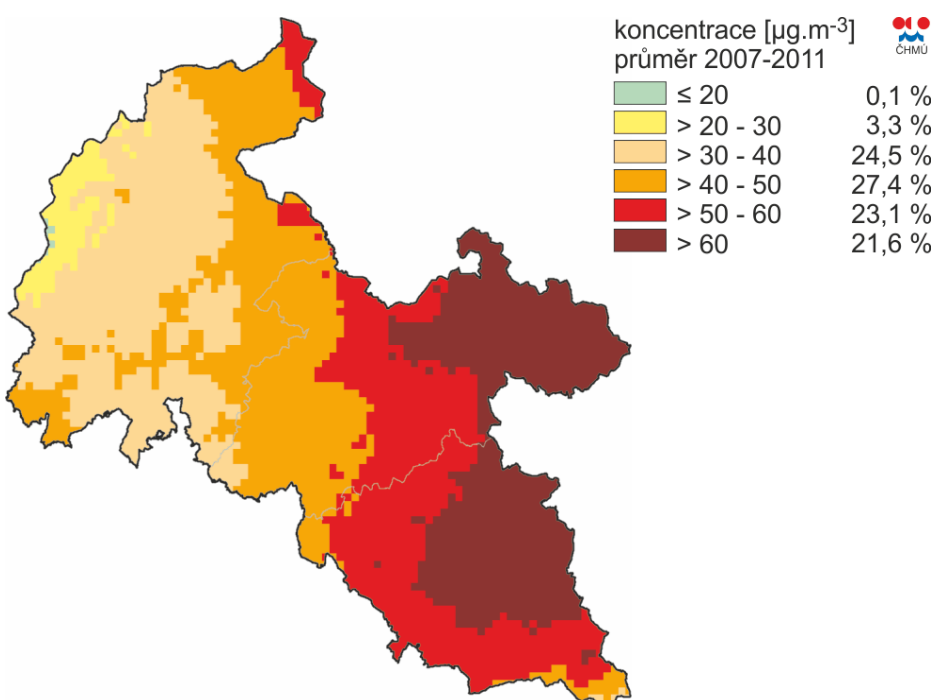 koncentrace [µg.m-3]
průměr 2007-2011
ČHMÚ
≤ 20 0,1 %
> 20 - 30 3,3 %
> 30 - 40 24,5 %
> 40 - 50 27,4 %
> 50 - 60 23,1 %
> 60 21,6 %